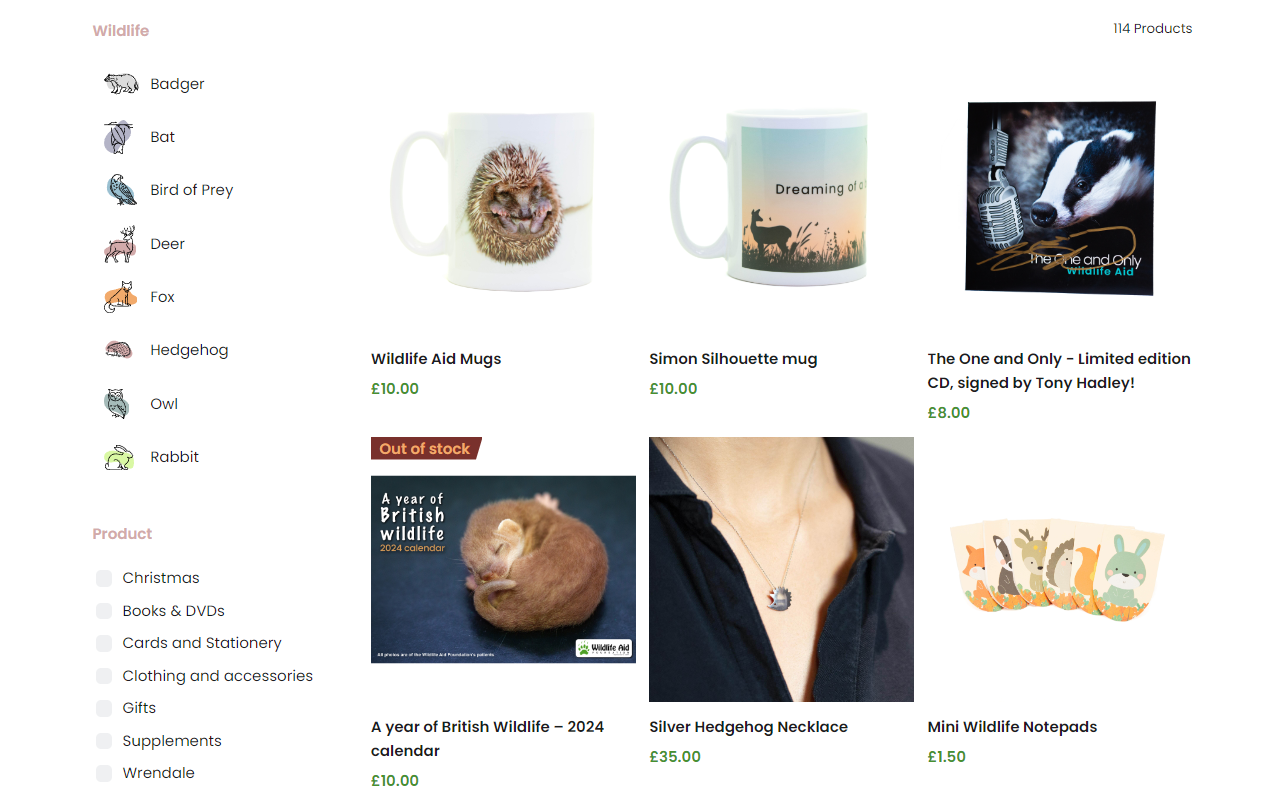 Wildlife
Badger
Bat
Bird of Prey
Deer
Fox
Hedgehog
Owl
Rabbit
Product
Christmas
Books & DVDs
Cards and Stationery
Clothing and accessories
Gifts
Supplements
Wrendale
114 Products
Dreaming of a
The One and Only
Wildlife Aid
Wildlife Aid Mugs
£10.00
Simon Silhouette mug
£10.00
The One and Only - Limited edition
CD, signed by Tony Hadley!
£8.00
Out of stock
A year of
British
wildlife
2024 calendar
All photos are of the Wildlife Aid Foundation's patients
Wildlife Aid
FOUNDATION
A year of British Wildlife – 2024
calendar
£10.00
Silver Hedgehog Necklace
£35.00
Mini Wildlife Notepads
£1.50